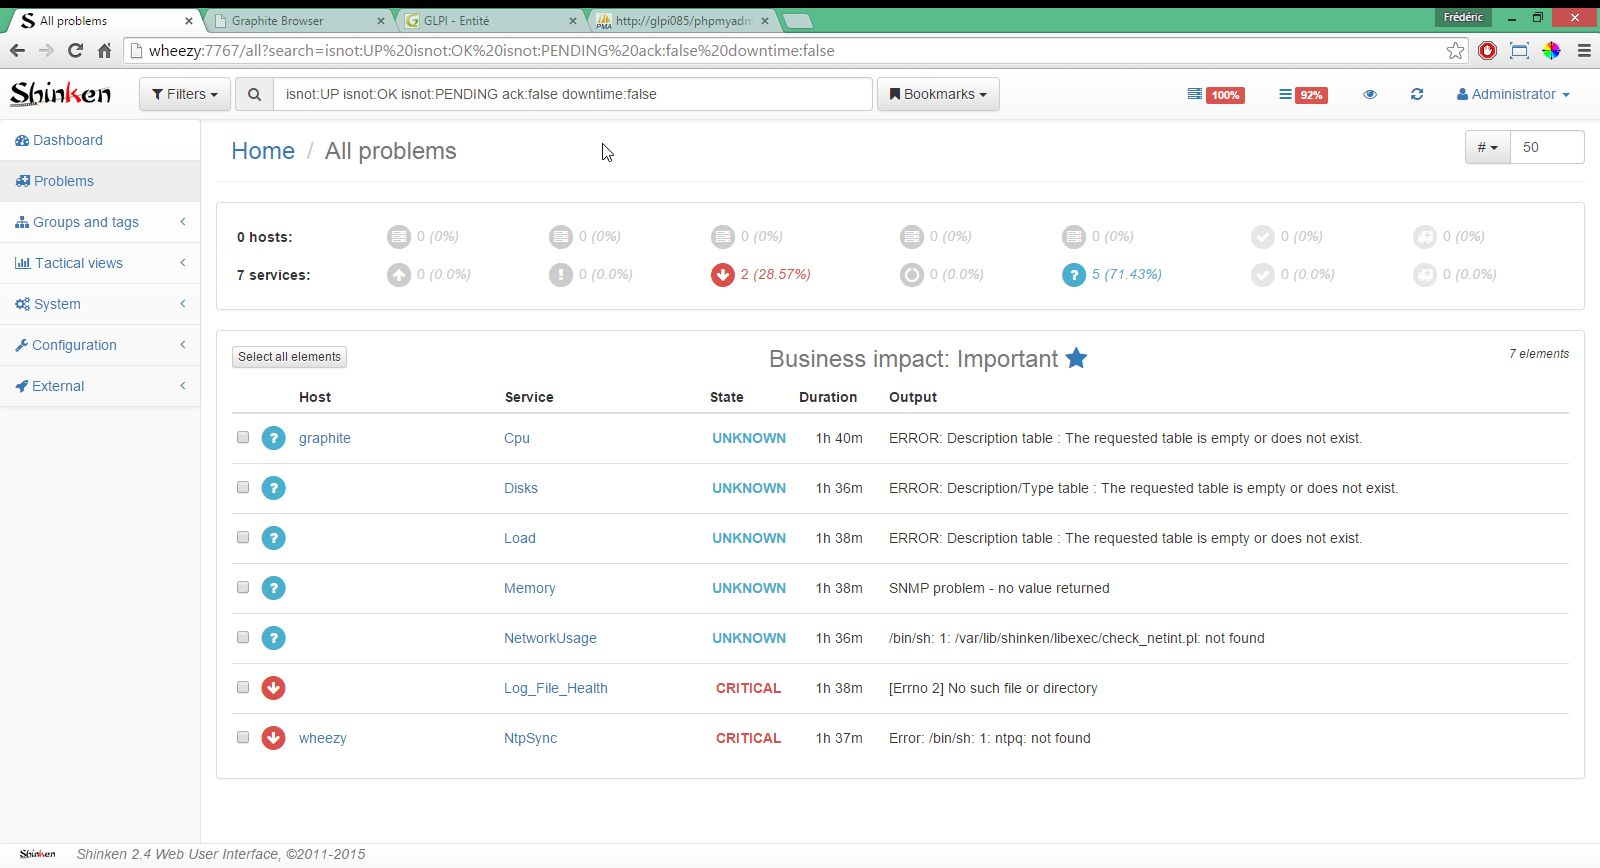 All problems
Graphite Browser
GLPI - Entité
http://glpi085/phpmyadm
Frédéric
wheezy:7767/all?search=isnot:UP%20isnot:OK%20isnot:PENDING%20ack:false%20downtime:false
Shinken
Filters
isnot:UP isnot:OK isnot:PENDING ack:false downtime:false
Bookmarks
100%
92%
Administrator
Dashboard
Problems
Groups and tags
Tactical views
System
Configuration
External
Home / All problems
# 50
0 hosts: 0 (0%) 0 (0%) 0 (0%) 0 (0%) 0 (0%) 0 (0%) 0 (0%)
7 services: 0 (0.0%) 0 (0.0%) 2 (28.57%) 0 (0.0%) 5 (71.43%) 0 (0.0%) 0 (0.0%)
Select all elements
Business impact: Important
7 elements
Host Service State Duration Output
graphite Cpu UNKNOWN 1h 40m ERROR: Description table : The requested table is empty or does not exist.
Disks UNKNOWN 1h 36m ERROR: Description/Type table : The requested table is empty or does not exist.
Load UNKNOWN 1h 38m ERROR: Description table : The requested table is empty or does not exist.
Memory UNKNOWN 1h 38m SNMP problem - no value returned
NetworkUsage UNKNOWN 1h 36m /bin/sh: 1: /var/lib/shinken/libexec/check_netint.pl: not found
Log_File_Health CRITICAL 1h 38m [Errno 2] No such file or directory
wheezy NtpSync CRITICAL 1h 37m Error: /bin/sh: 1: ntpq: not found
Shinken
Shinken 2.4 Web User Interface, ©2011-2015